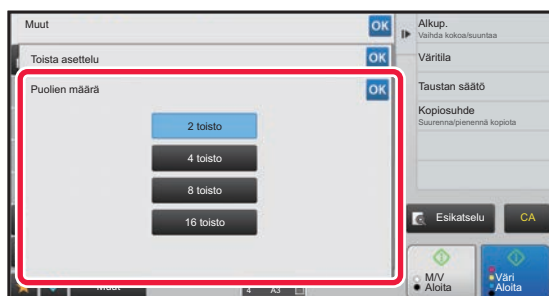 Muut
OK
Toista asettelu
OK
Puolien määrä
OK
2 toisto
4 toisto
8 toisto
16 toisto
Alkup.
Vaihda kokoa/suuntaa
Väritila
Taustan säätö
Kopiosuhde
Suurenna/pienennä kopiota
Esikatselu
CA
M/V
Aloita
Väri
Aloita
Muut
4
A3